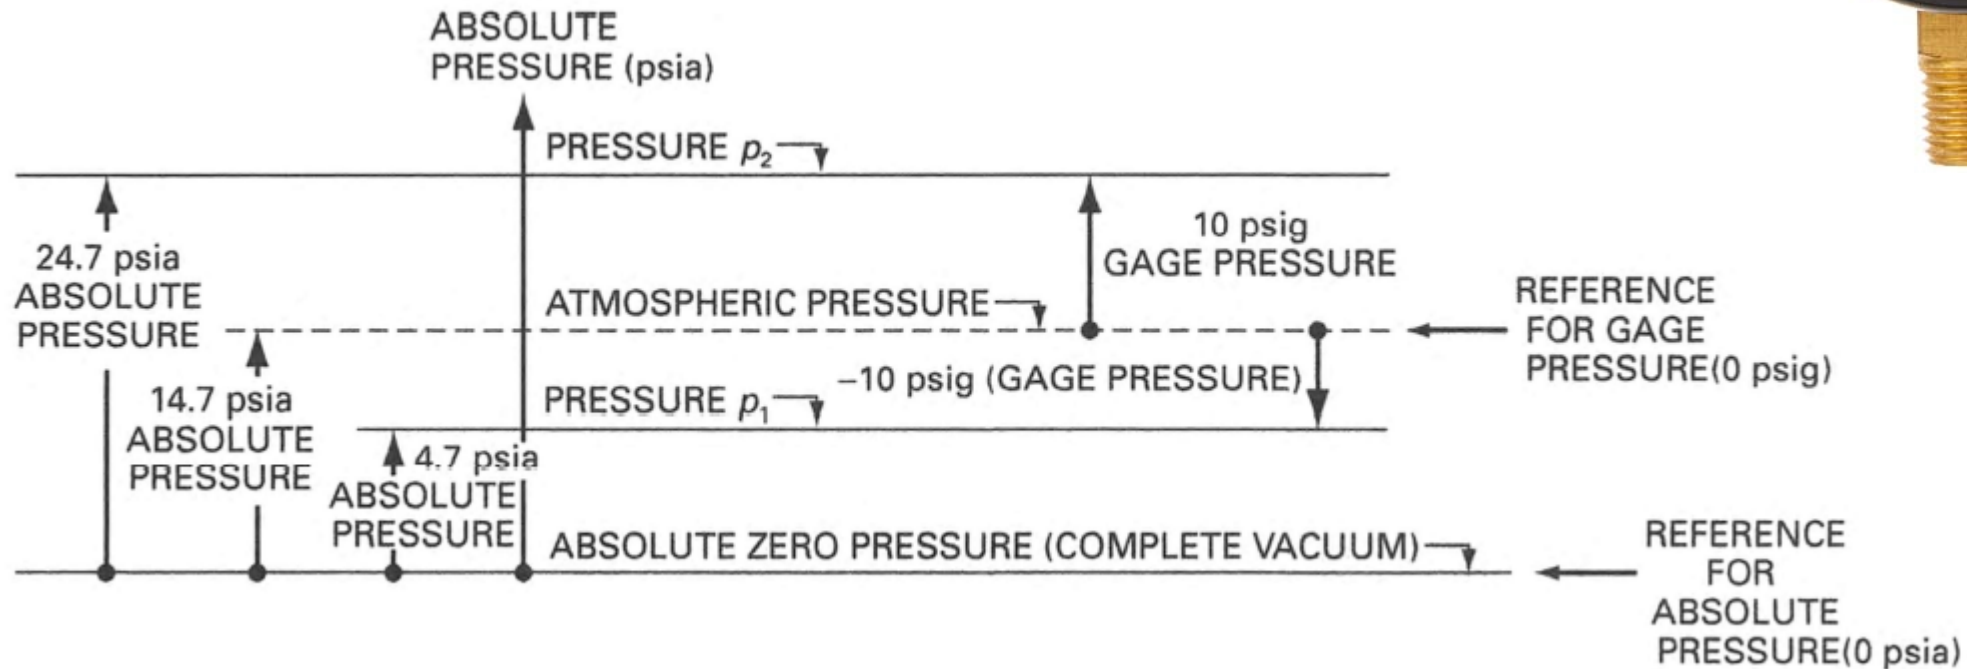 ABSOLUTE
PRESSURE (psia)
PRESSURE p₂
24.7 psia
ABSOLUTE
PRESSURE
10 psig
GAGE PRESSURE
ATMOSPHERIC PRESSURE
REFERENCE
FOR GAGE
PRESSURE(0 psig)
14.7 psia
ABSOLUTE
PRESSURE
PRESSURE p₁
−10 psig (GAGE PRESSURE)
4.7 psia
ABSOLUTE
PRESSURE
ABSOLUTE ZERO PRESSURE (COMPLETE VACUUM)
REFERENCE
FOR
ABSOLUTE
PRESSURE(0 psia)